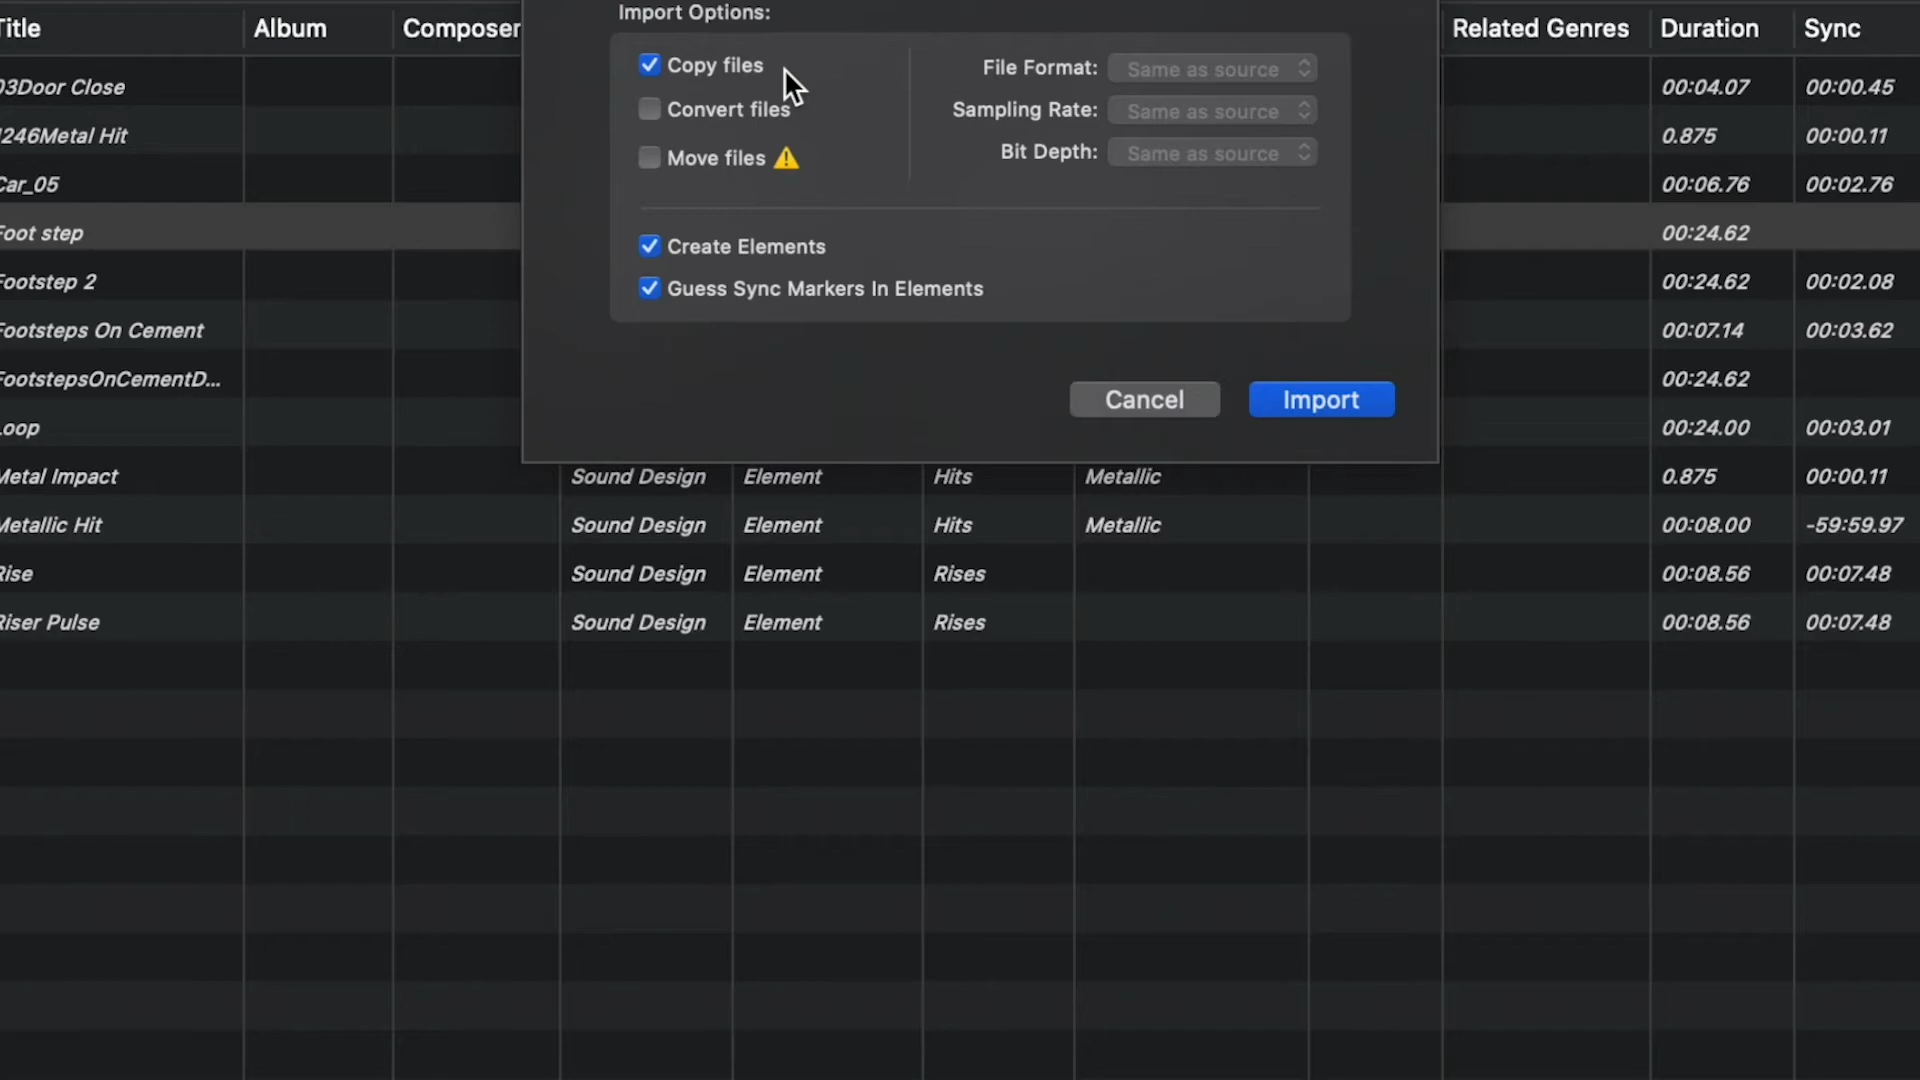 Import Options:
Title Album Composer Related Genres Duration Sync
Copy files File Format: Same as source
03Door Close 00:04.07 00:00.45
Convert files Sampling Rate: Same as source
246Metal Hit 0.875 00:00.11
Move files Bit Depth: Same as source
Car_05 00:06.76 00:02.76
Foot step 00:24.62
Create Elements
Footstep 2 00:24.62 00:02.08
Guess Sync Markers In Elements
Footsteps On Cement 00:07.14 00:03.62
FootstepsOnCementD... 00:24.62
Cancel Import
Loop 00:24.00 00:03.01
Metal Impact Sound Design Element Hits Metallic 0.875 00:00.11
Metallic Hit Sound Design Element Hits Metallic 00:08.00 -59:59.97
Rise Sound Design Element Rises 00:08.56 00:07.48
Riser Pulse Sound Design Element Rises 00:08.56 00:07.48